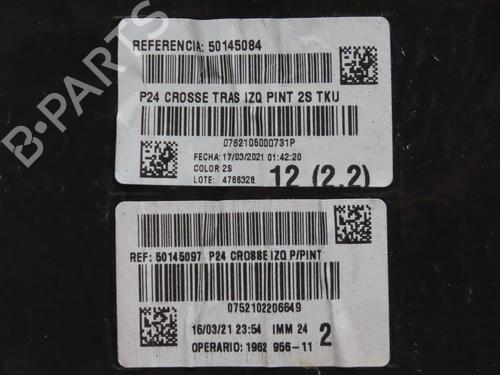 REFERENCIA: 50145084
P24 CROSSE TRAS IZQ PINT 2S TKU
0762105000731P
FECHA: 17/03/2021 01:42:20
COLOR: 2S
LOTE: 4766328
12 (2.2)
REF: 50145097 P24 CROSSE IZQ P/PINT
0752102206649
16/03/21 23:54 IMM 24 2
OPERARIO: 1962 956-11